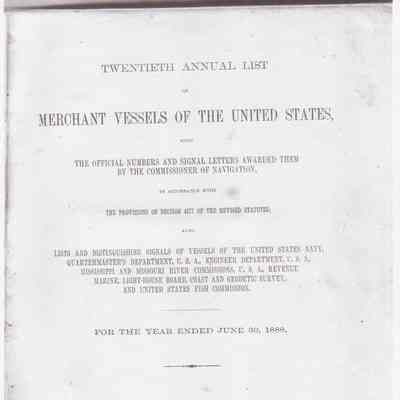 TWENTIETH ANNUAL LIST
OF
MERCHANT VESSELS OF THE UNITED STATES,
WITH
THE OFFICIAL NUMBERS AND SIGNAL LETTERS AWARDED THEM
BY THE COMMISSIONER OF NAVIGATION,
IN ACCORDANCE WITH
THE PROVISIONS OF SECTION 4177 OF THE REVISED STATUTES;
ALSO,
LISTS AND DISTINGUISHING SIGNALS OF VESSELS OF THE UNITED STATES NAVY,
QUARTERMASTER'S DEPARTMENT, U. S. A., ENGINEER DEPARTMENT, U. S. A.,
MISSISSIPPI AND MISSOURI RIVER COMMISSIONS, U. S. A., REVENUE
MARINE, LIGHT-HOUSE BOARD, COAST AND GEODETIC SURVEY,
AND UNITED STATES FISH COMMISSION.
FOR THE YEAR ENDED JUNE 30, 1888.